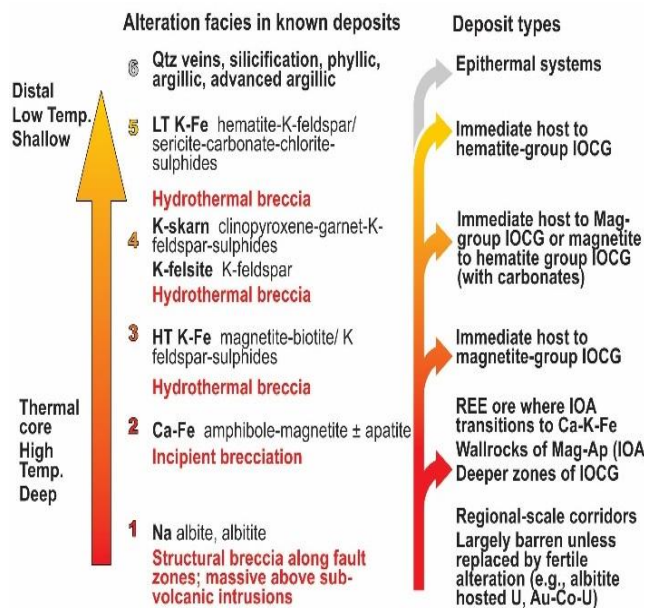 Alteration facies in known deposits
Deposit types
Distal
Low Temp.
Shallow
Thermal
core
High
Temp.
Deep
6 Qtz veins, silicification, phyllic,
argillic, advanced argillic
5 LT K-Fe hematite-K-feldspar/
sericite-carbonate-chlorite-
sulphides
Hydrothermal breccia
4 K-skarn clinopyroxene-garnet-K-
feldspar-sulphides
K-felsite K-feldspar
Hydrothermal breccia
3 HT K-Fe magnetite-biotite/ K
feldspar-sulphides
Hydrothermal breccia
2 Ca-Fe amphibole-magnetite ± apatite
Incipient brecciation
1 Na albite, albitite
Structural breccia along fault
zones; massive above sub-
volcanic intrusions
Epithermal systems
Immediate host to
hematite-group IOCG
Immediate host to Mag-
group IOCG or magnetite
to hematite group IOCG
(with carbonates)
Immediate host to
magnetite-group IOCG
REE ore where IOA
transitions to Ca-K-Fe
Wallrocks of Mag-Ap (IOA
Deeper zones of IOCG
Regional-scale corridors
Largely barren unless
replaced by fertile
alteration (e.g., albitite
hosted U, Au-Co-U)